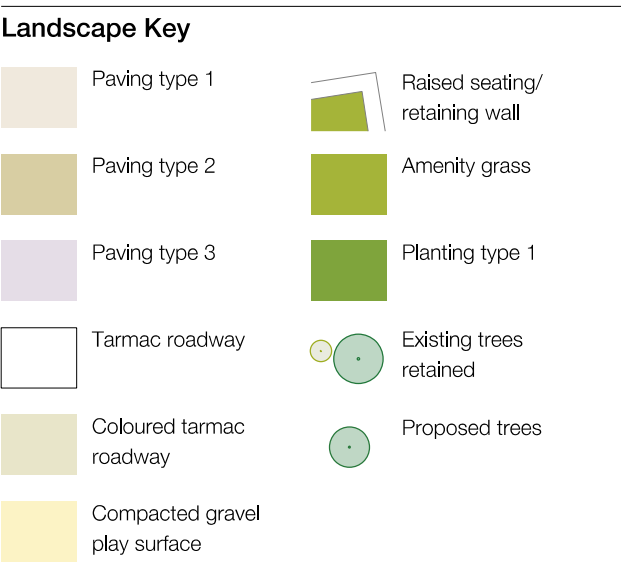 Landscape Key
Paving type 1
Paving type 2
Paving type 3
Tarmac roadway
Coloured tarmac
roadway
Compacted gravel
play surface
Raised seating/
retaining wall
Amenity grass
Planting type 1
Existing trees
retained
Proposed trees